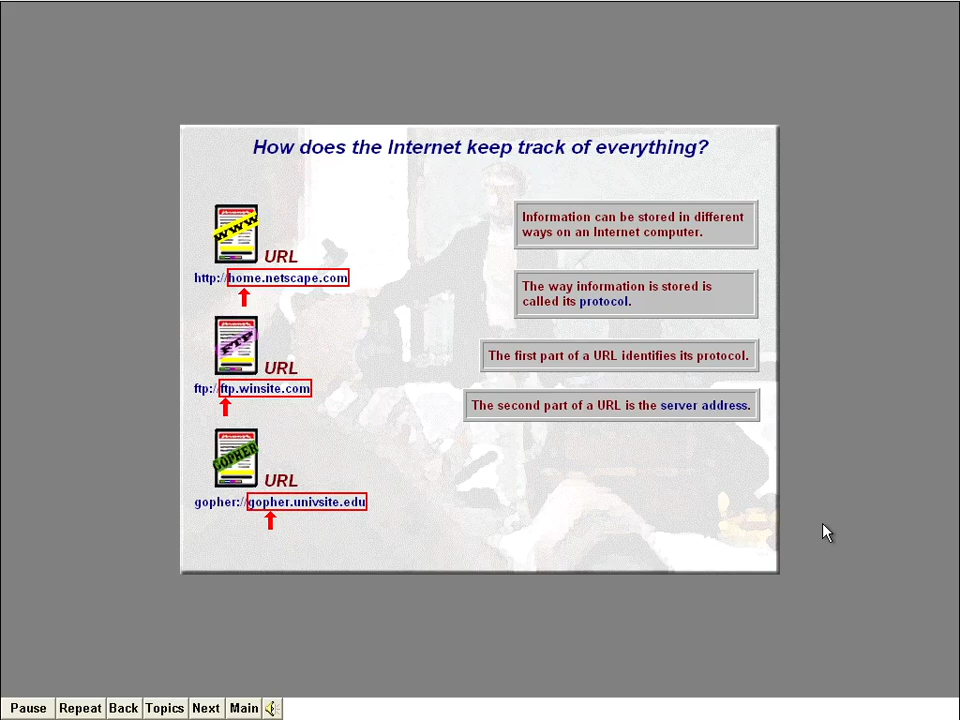 How does the Internet keep track of everything?
WWW
URL
http://home.netscape.com
FTP
URL
ftp://ftp.winsite.com
GOPHER
URL
gopher://gopher.univsite.edu
Information can be stored in different
ways on an Internet computer.
The way information is stored is
called its protocol.
The first part of a URL identifies its protocol.
The second part of a URL is the server address.
Pause Repeat Back Topics Next Main